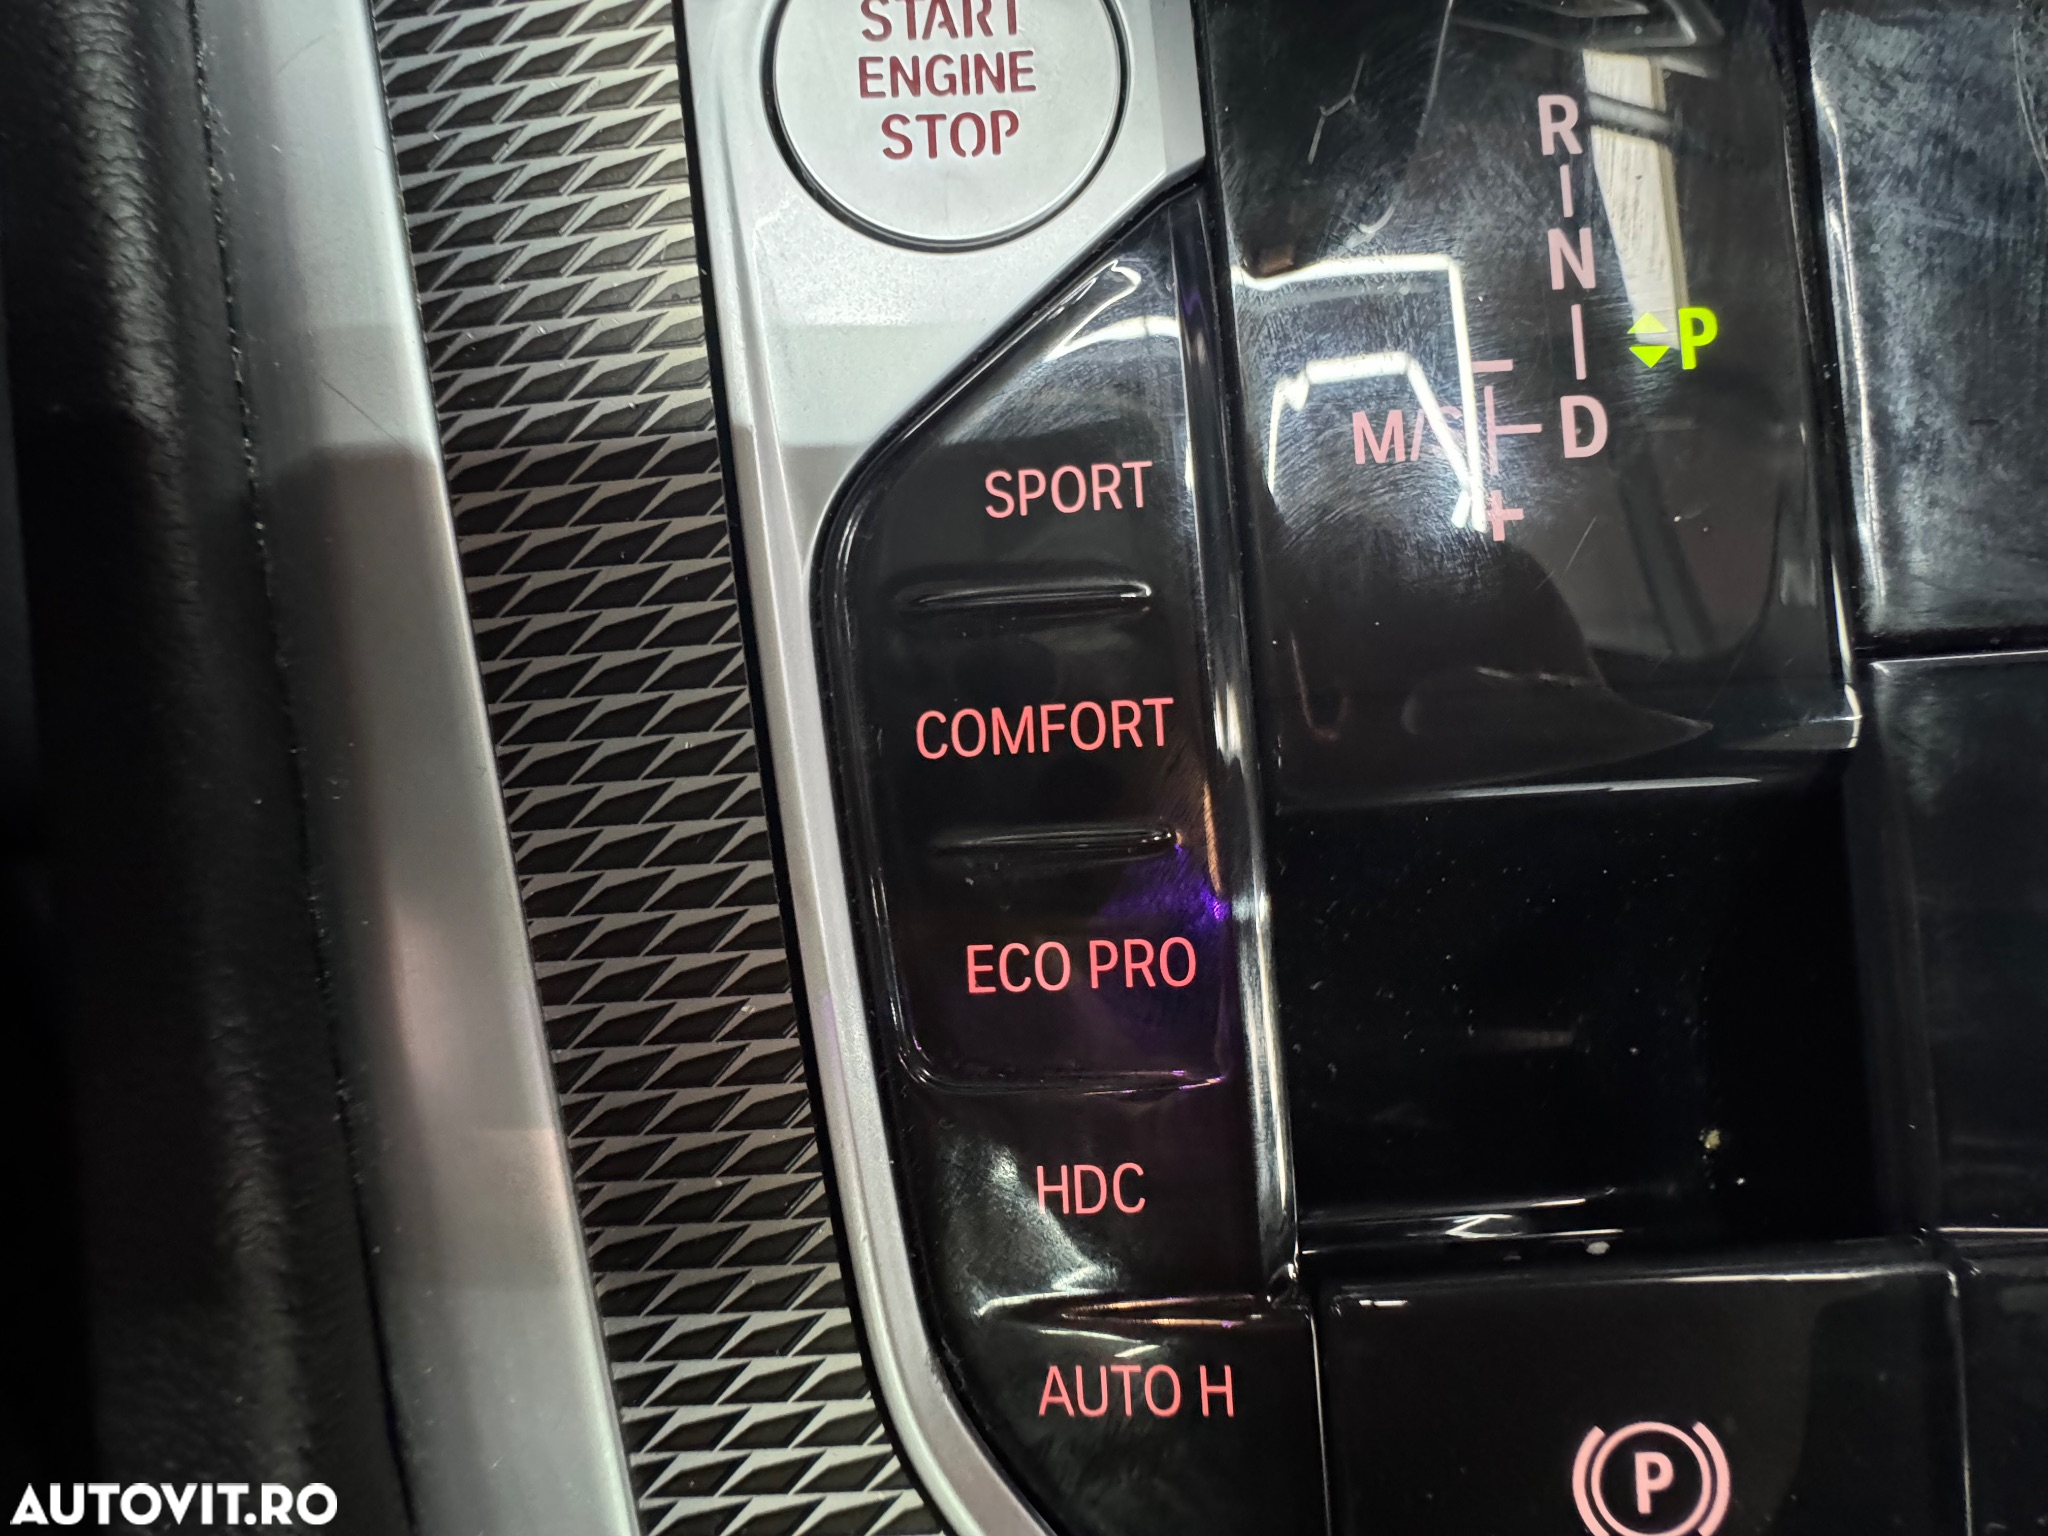 START
ENGINE
STOP
R
N
P
M/S
D
+
SPORT
COMFORT
ECO PRO
HDC
AUTO H
P
AUTOVIT.RO